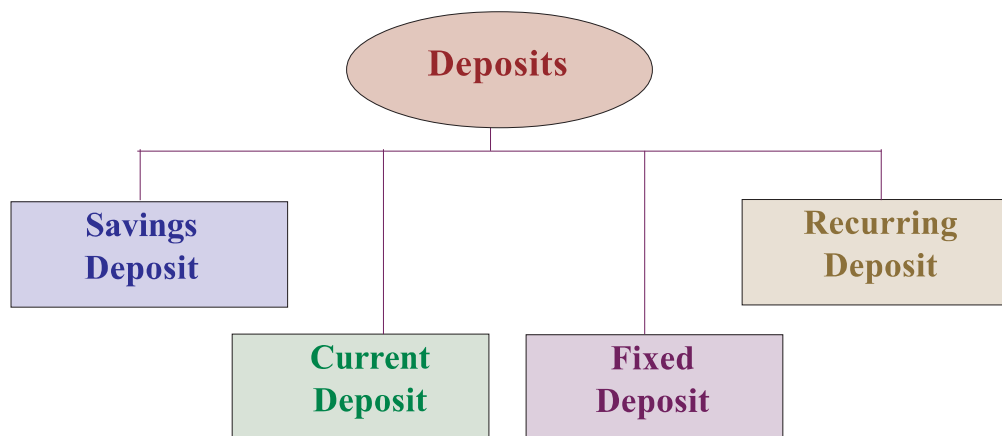 Deposits
Savings
Deposit
Current
Deposit
Fixed
Deposit
Recurring
Deposit